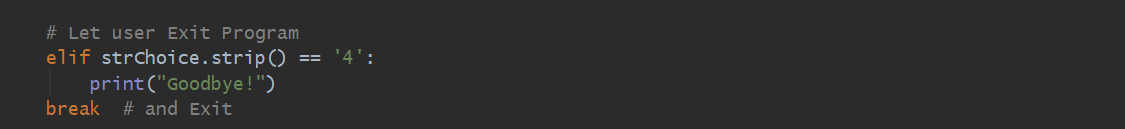 # Let user Exit Program
elif strChoice.strip() == '4':
    print("Goodbye!")
break  # and Exit